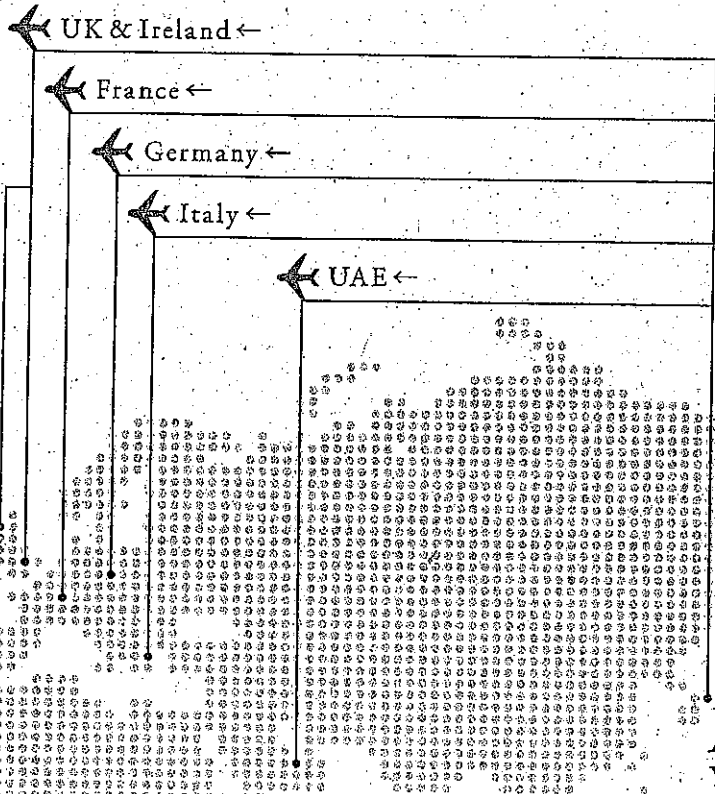 UK & Ireland ←
France ←
Germany ←
Italy ←
UAE ←